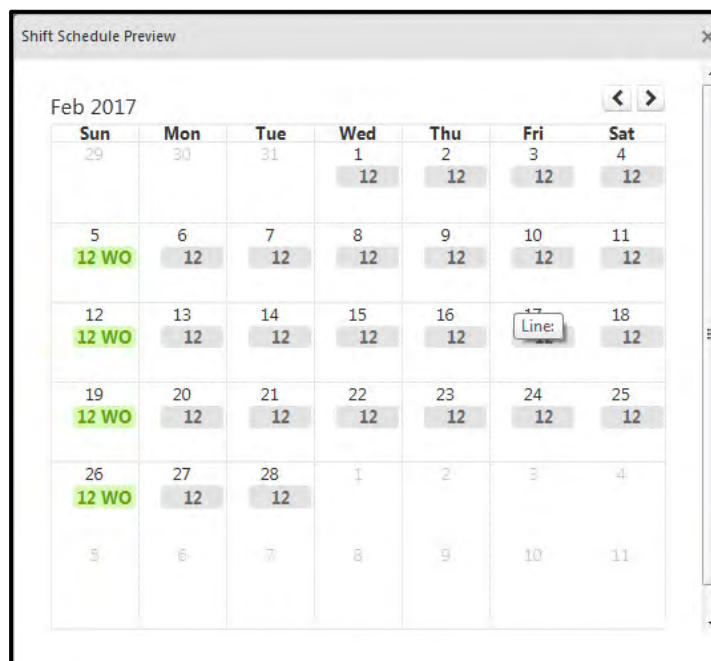 Shift Schedule Preview ×
Feb 2017 < >
Sun Mon Tue Wed Thu Fri Sat
29 30 31 1 2 3 4
12 12 12 12
5 6 7 8 9 10 11
12 WO 12 12 12 12 12 12
12 13 14 15 16 17 18
12 WO 12 12 12 12 Line: 12
19 20 21 22 23 24 25
12 WO 12 12 12 12 12 12
26 27 28 1 2 3 4
12 WO 12 12
5 6 7 8 9 10 11